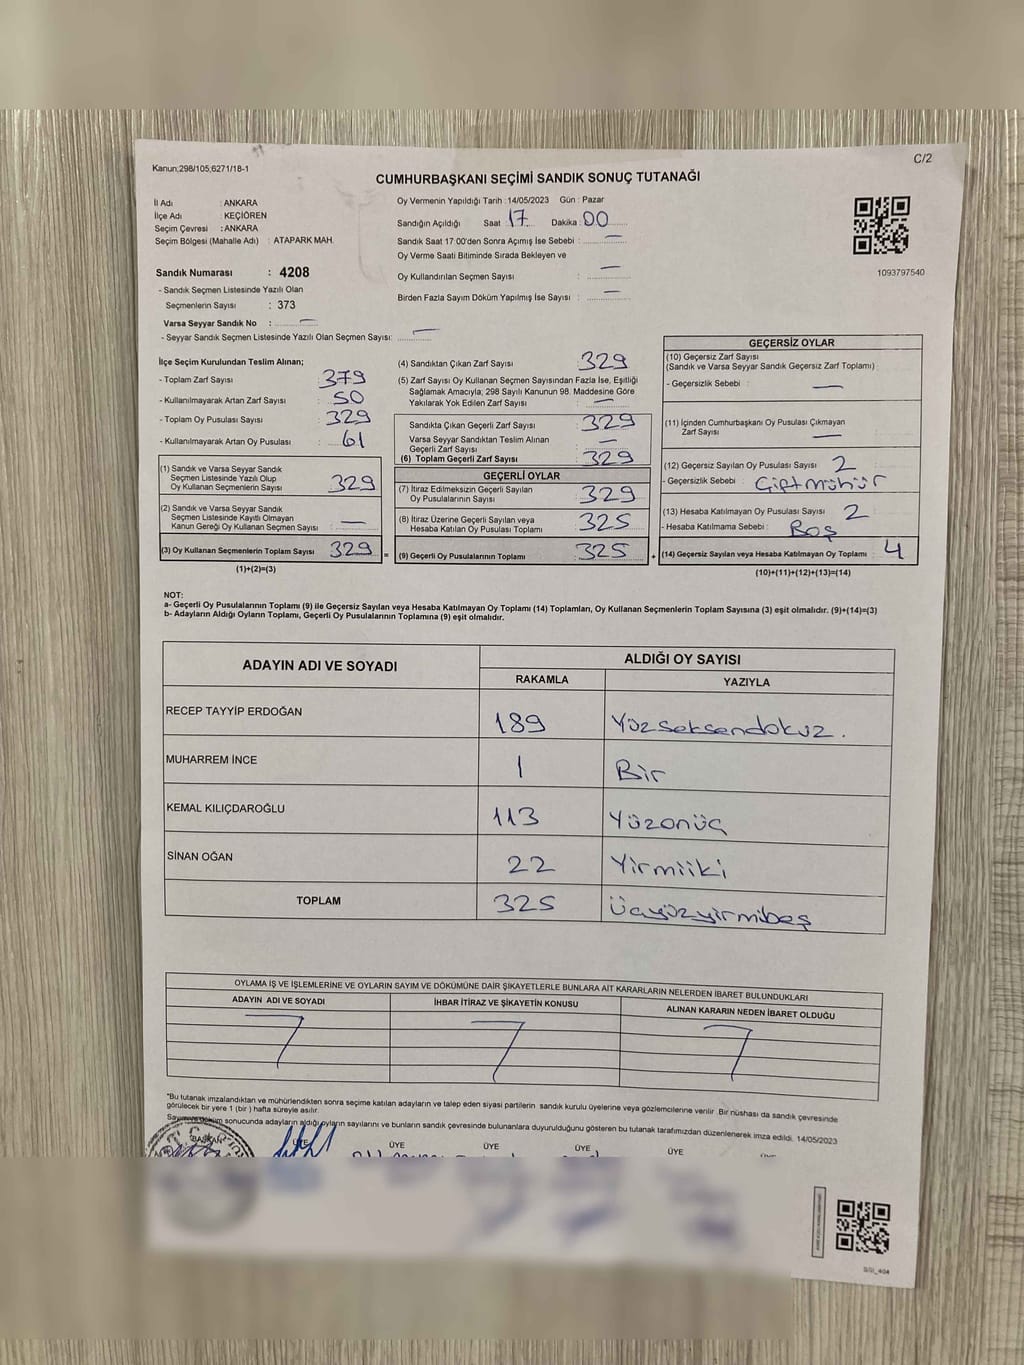 C/2
Kanun;298/105;6271/18-1
CUMHURBAŞKANI SEÇİMİ SANDIK SONUÇ TUTANAĞI
İl Adı : ANKARA
İlçe Adı : KEÇİÖREN
Seçim Çevresi : ANKARA
Seçim Bölgesi (Mahalle Adı) : ATAPARK MAH.
Sandık Numarası : 4208
- Sandık Seçmen Listesinde Yazılı Olan
Seçmenlerin Sayısı : 373
Varsa Seyyar Sandık No : —
- Seyyar Sandık Seçmen Listesinde Yazılı Olan Seçmen Sayısı: —
Oy Vermenin Yapıldığı Tarih : 14/05/2023 Gün : Pazar
Sandığın Açıldığı Saat 17 Dakika 00
Sandık Saat 17:00'den Sonra Açımış İse Sebebi : —
Oy Verme Saati Bitiminde Sırada Bekleyen ve
Oy Kullandırılan Seçmen Sayısı : —
Birden Fazla Sayım Döküm Yapılmış İse Sayısı : —
1093797540
İlçe Seçim Kurulundan Teslim Alınan;
- Toplam Zarf Sayısı : 379
- Kullanılmayarak Artan Zarf Sayısı : 50
- Toplam Oy Pusulası Sayısı : 329
- Kullanılmayarak Artan Oy Pusulası : 61
(1) Sandık ve Varsa Seyyar Sandık
Seçmen Listesinde Yazılı Olup
Oy Kullanan Seçmenlerin Sayısı : 329
(2) Sandık ve Varsa Seyyar Sandık
Seçmen Listesinde Kayıtlı Olmayan
Kanun Gereği Oy Kullanan Seçmen Sayısı : —
(3) Oy Kullanan Seçmenlerin Toplam Sayısı : 329 =
(1)+(2)=(3)
(4) Sandıktan Çıkan Zarf Sayısı : 329
(5) Zarf Sayısı Oy Kullanan Seçmen Sayısından Fazla İse, Eşitliği
Sağlamak Amacıyla; 298 Sayılı Kanunun 98. Maddesine Göre
Yakılarak Yok Edilen Zarf Sayısı : —
Sandıkta Çıkan Geçerli Zarf Sayısı : 329
Varsa Seyyar Sandıktan Teslim Alınan
Geçerli Zarf Sayısı : —
(6) Toplam Geçerli Zarf Sayısı : 329
GEÇERLİ OYLAR
(7) İtiraz Edilmeksizin Geçerli Sayılan
Oy Pusulalarının Sayısı : 329
(8) İtiraz Üzerine Geçerli Sayılan veya
Hesaba Katılan Oy Pusulası Toplamı : 325
(9) Geçerli Oy Pusulalarının Toplamı : 325 +
GEÇERSİZ OYLAR
(10) Geçersiz Zarf Sayısı
(Sandık ve Varsa Seyyar Sandık Geçersiz Zarf Toplamı) :
- Geçersizlik Sebebi : —
(11) İçinden Cumhurbaşkanı Oy Pusulası Çıkmayan
Zarf Sayısı : —
(12) Geçersiz Sayılan Oy Pusulası Sayısı : 2
- Geçersizlik Sebebi : Çift mühür
(13) Hesaba Katılmayan Oy Pusulası Sayısı : 2
- Hesaba Katılmama Sebebi : Boş
(14) Geçersiz Sayılan veya Hesaba Katılmayan Oy Toplamı : 4
(10)+(11)+(12)+(13)=(14)
NOT:
a- Geçerli Oy Pusulalarının Toplamı (9) ile Geçersiz Sayılan veya Hesaba Katılmayan Oy Toplamı (14) Toplamları, Oy Kullanan Seçmenlerin Toplam Sayısına (3) eşit olmalıdır. (9)+(14)=(3)
b- Adayların Aldığı Oyların Toplamı, Geçerli Oy Pusulalarının Toplamına (9) eşit olmalıdır.
ADAYIN ADI VE SOYADI
ALDIĞI OY SAYISI
RAKAMLA YAZIYLA
RECEP TAYYİP ERDOĞAN 189 Yüzseksendokuz.
MUHARREM İNCE 1 Bir
KEMAL KILIÇDAROĞLU 113 Yüzonüç
SİNAN OĞAN 22 Yirmiiki
TOPLAM 325 Üçyüzyirmibeş
OYLAMA İŞ VE İŞLEMLERİNE VE OYLARIN SAYIM VE DÖKÜMÜNE DAİR ŞİKAYETLERLE BUNLARA AİT KARARLARIN NELERDEN İBARET BULUNDUKLARI
ADAYIN ADI VE SOYADI İHBAR İTİRAZ VE ŞİKAYETİN KONUSU ALINAN KARARIN NEDEN İBARET OLDUĞU
"Bu tutanak imzalandıktan ve mühürlendikten sonra seçime katılan adayların ve talep eden siyasi partilerin sandık kurulu üyelerine veya gözlemcilerine verilir .Bir nüshası da sandık çevresinde
görülecek bir yere 1 (bir ) hafta süreyle asılır.
Sayım döküm sonucunda adayların aldığı oyların sayılarını ve bunların sandık çevresinde bulunanlara duyurulduğunu gösteren bu tutanak tarafımızdan düzenlenerek imza edildi. 14/05/2023
BAŞKAN ÜYE ÜYE ÜYE ÜYE ÜYE